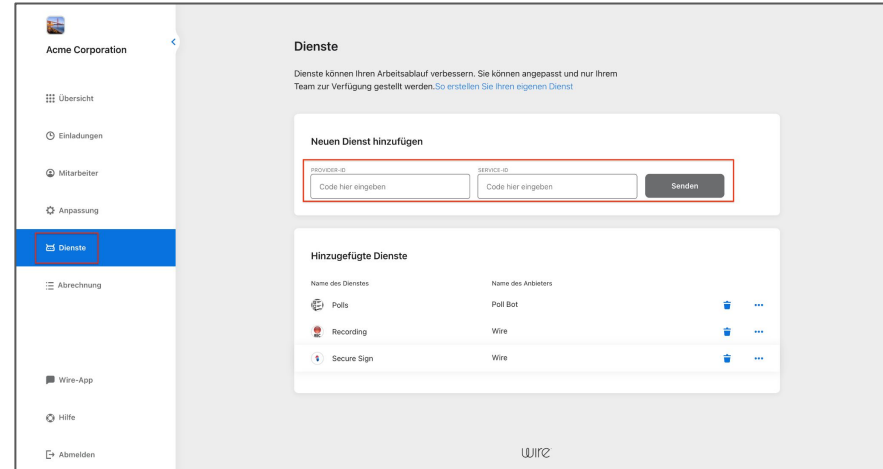 Acme Corporation
Übersicht
Einladungen
Mitarbeiter
Anpassung
Dienste
Abrechnung
Wire-App
Hilfe
Abmelden
Dienste
Dienste können Ihren Arbeitsablauf verbessern. Sie können angepasst und nur Ihrem
Team zur Verfügung gestellt werden.So erstellen Sie Ihren eigenen Dienst
Neuen Dienst hinzufügen
PROVIDER-ID SERVICE-ID
Code hier eingeben Code hier eingeben Senden
Hinzugefügte Dienste
Name des Dienstes Name des Anbieters
Polls Poll Bot
REC Recording Wire
Secure Sign Wire
wire